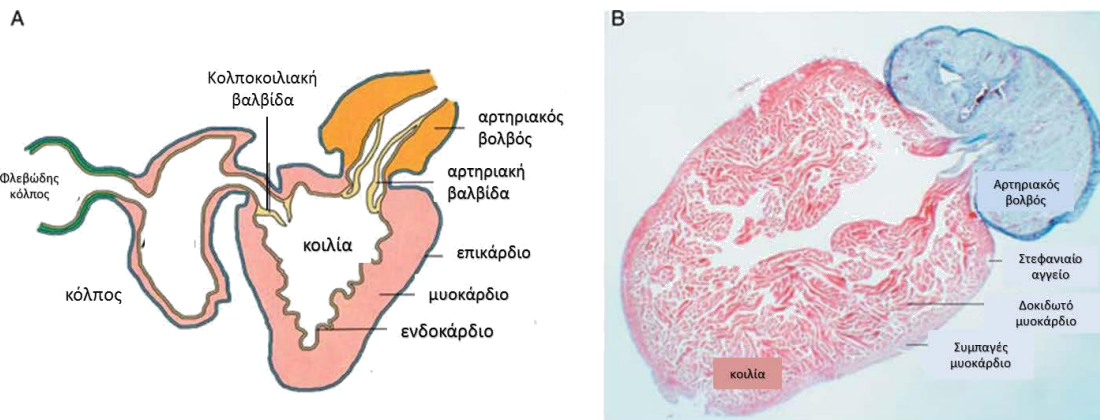 A
Κολποκοιλιακή
βαλβίδα
αρτηριακός
βολβός
αρτηριακή
βαλβίδα
Φλεβώδης
κόλπος
κοιλία
επικάρδιο
κόλπος
μυοκάρδιο
ενδοκάρδιο
B
Αρτηριακός
βολβός
Στεφανιαίο
αγγείο
Δοκιδωτό
μυοκάρδιο
Συμπαγές
μυοκάρδιο
κοιλία